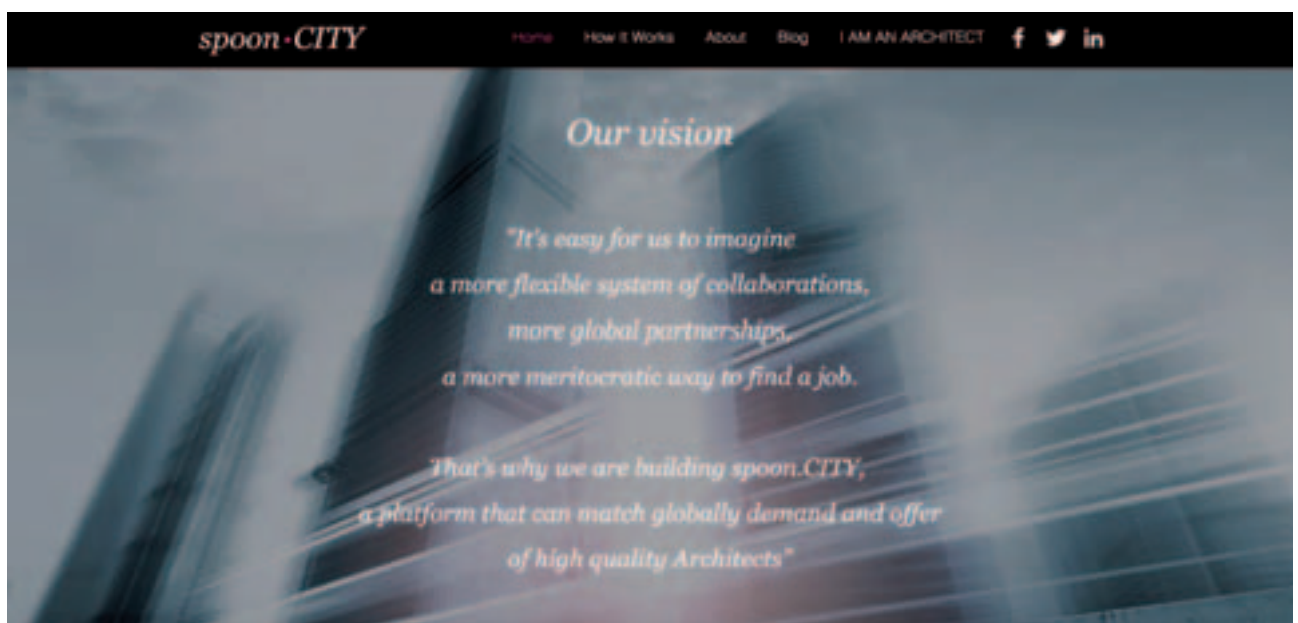 spoon·CITY Home How It Works About Blog I AM AN ARCHITECT f in
Our vision
"It's easy for us to imagine
a more flexible system of collaborations,
more global partnerships,
a more meritocratic way to find a job.
That's why we are building spoon.CITY,
a platform that can match globally demand and offer
of high quality Architects"